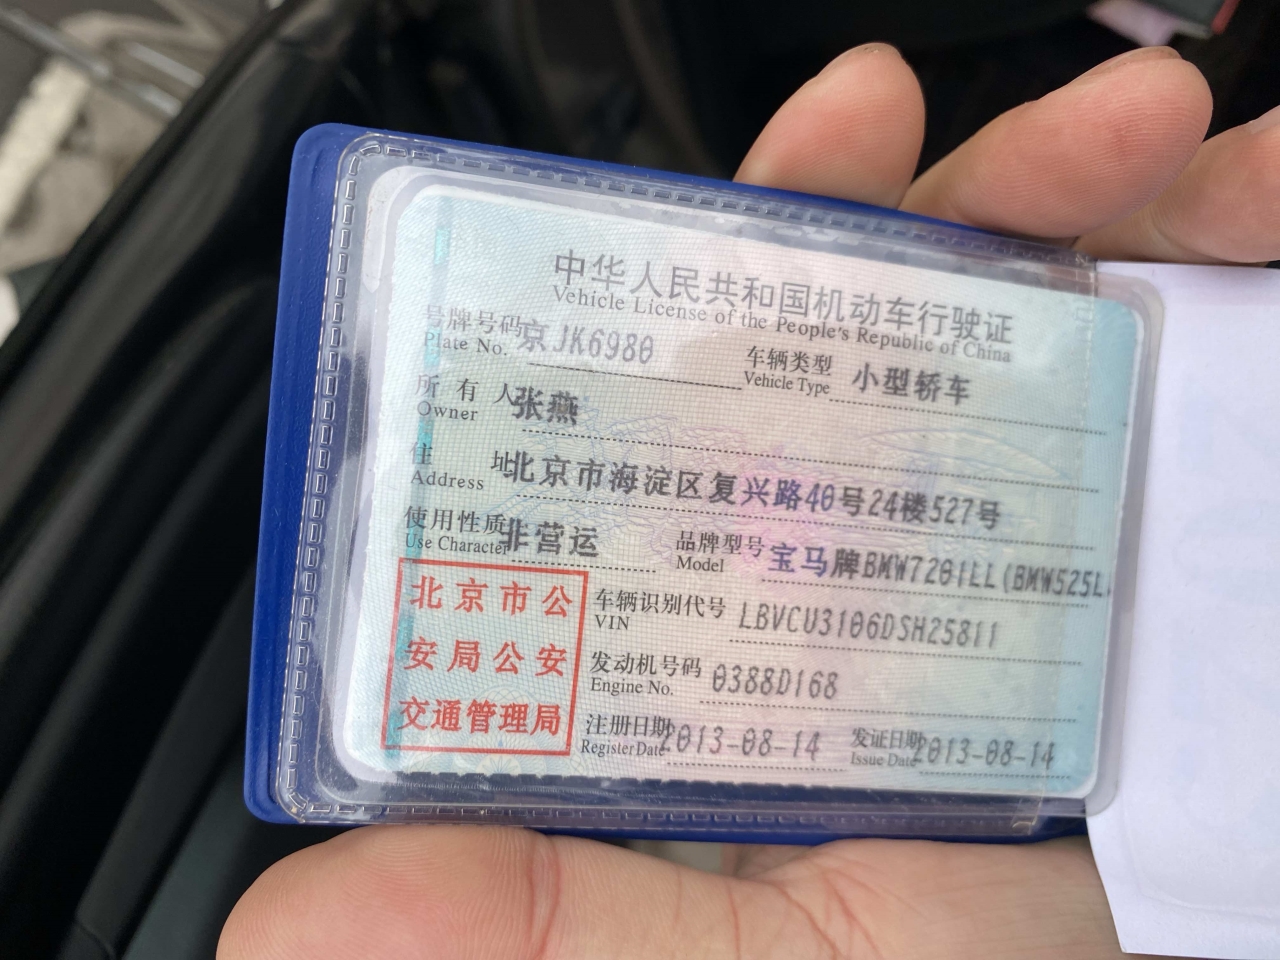 中华人民共和国机动车行驶证
Vehicle License of the People's Republic of China
号牌号码 京JK6980 车辆类型 小型轿车
Plate No. Vehicle Type
所有人 张燕
Owner
住址 北京市海淀区复兴路40号24楼527号
Address
使用性质 非营运 品牌型号 宝马牌BMW7201LL(BMW525L
Use Character Model
北京市公
安局公安
交通管理局
车辆识别代号 LBVCU3106DSH25811
VIN
发动机号码 0388D168
Engine No.
注册日期 2013-08-14 发证日期 2013-08-14
Register Date Issue Date